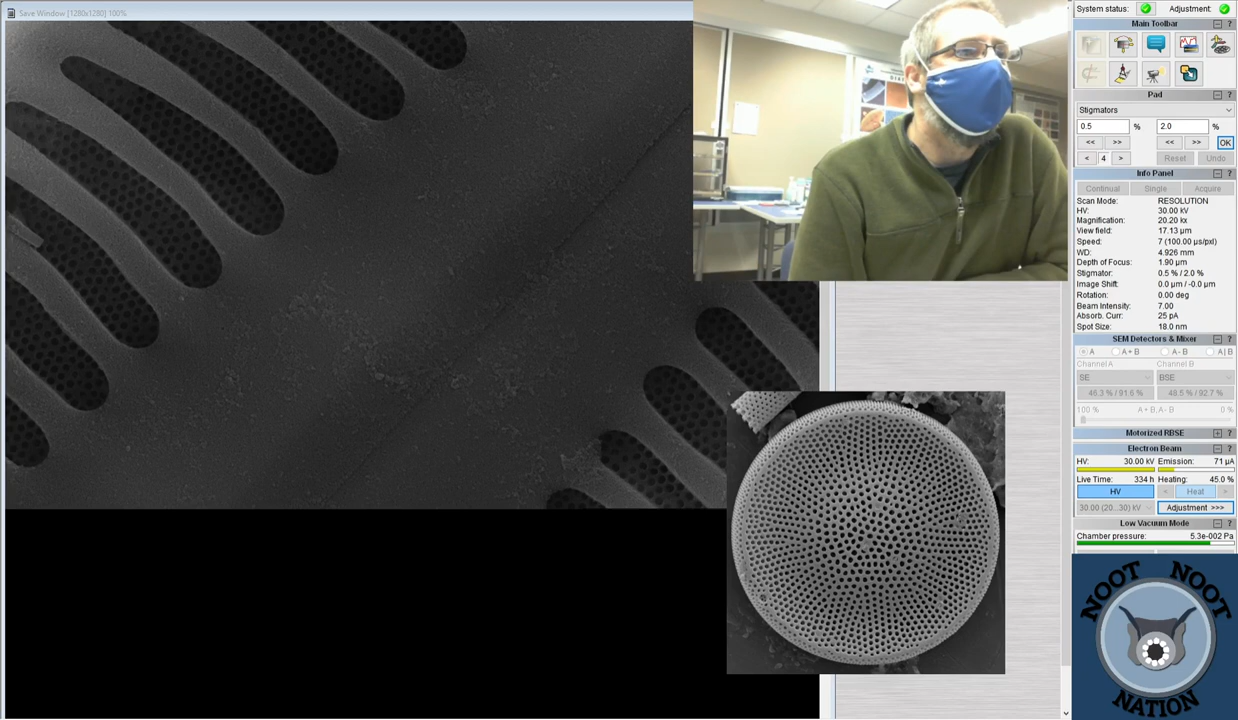 Save Window [1280x1280] 100%
System status: Adjustment:
Main Toolbar
Pad
Stigmators
0.5 % 2.0 %
<< >> << >> OK
< 4 > Reset Undo
Info Panel
Continual Single Acquire
Scan Mode: RESOLUTION
HV: 30.00 kV
Magnification: 20.20 kx
View field: 17.13 µm
Speed: 7 (100.00 µs/pxl)
WD: 4.926 mm
Depth of Focus: 1.90 µm
Stigmator: 0.5 % / 2.0 %
Image Shift: 0.0 µm / -0.0 µm
Rotation: 0.00 deg
Beam Intensity: 7.00
Absorb. Curr: 25 pA
Spot Size: 18.0 nm
SEM Detectors & Mixer
A A + B A - B A | B
Channel A Channel B
SE BSE
46.3 % / 91.6 % 48.5 % / 92.7 %
100 % A + B, A - B 0 %
Motorized RBSE
Electron Beam
HV: 30.00 kV Emission: 71 µA
Live Time: 334 h Heating: 45.0 %
HV < Heat >
30.00 (20...30) kV Adjustment >>>
Low Vacuum Mode
Chamber pressure: 5.3e-002 Pa
NOOT NOOT
NATION